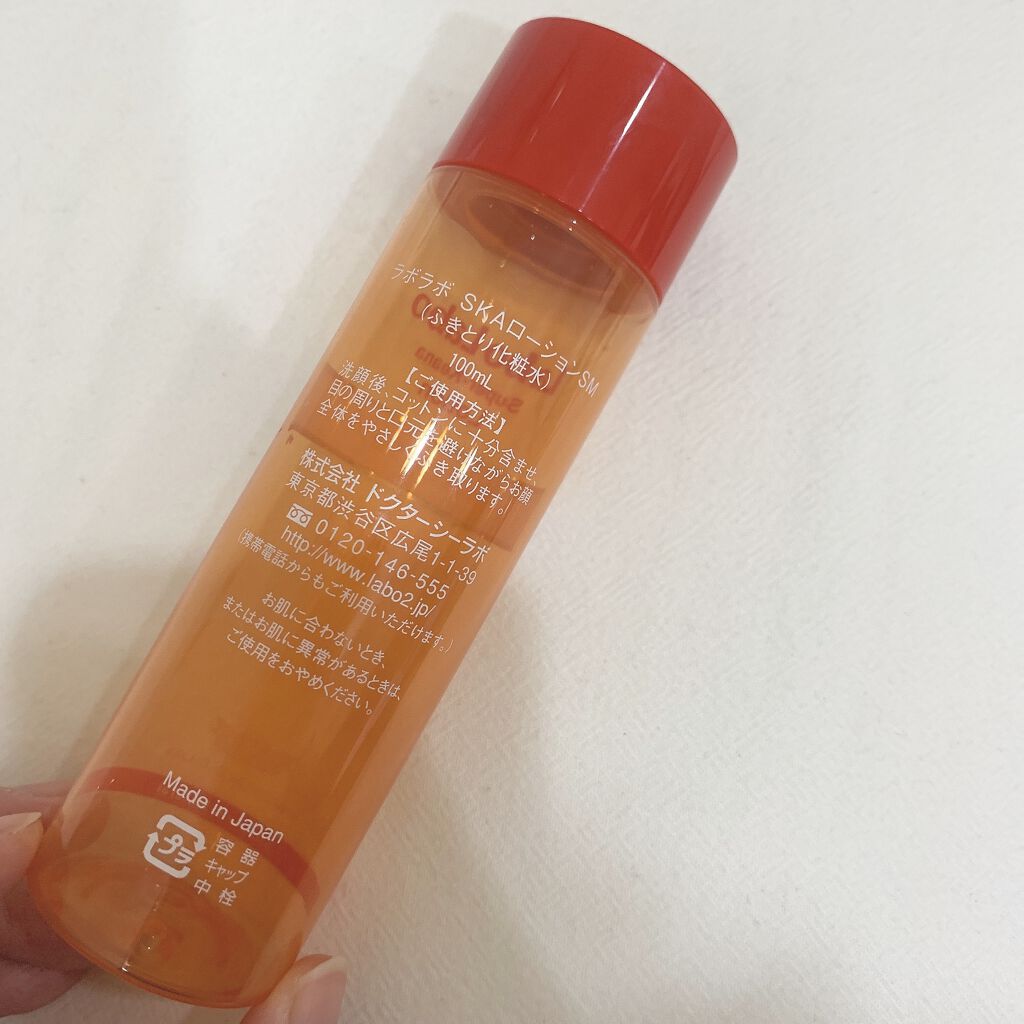 ラボラボ SKAローションSM
(ふきとり化粧水)
100mL
【ご使用方法】
洗顔後、コットンに十分含ませ、
目の周りと口元を避けながらお顔
全体をやさしくふき取ります。
株式会社 ドクターシーラボ
東京都渋谷区広尾1-1-39
0120-146-555
http://www.labo2.jp/
(携帯電話からもご利用いただけます。)
お肌に合わないとき、
またはお肌に異常があるときは、
ご使用をおやめください。
Made in Japan
プラ
容器
キャップ
中栓